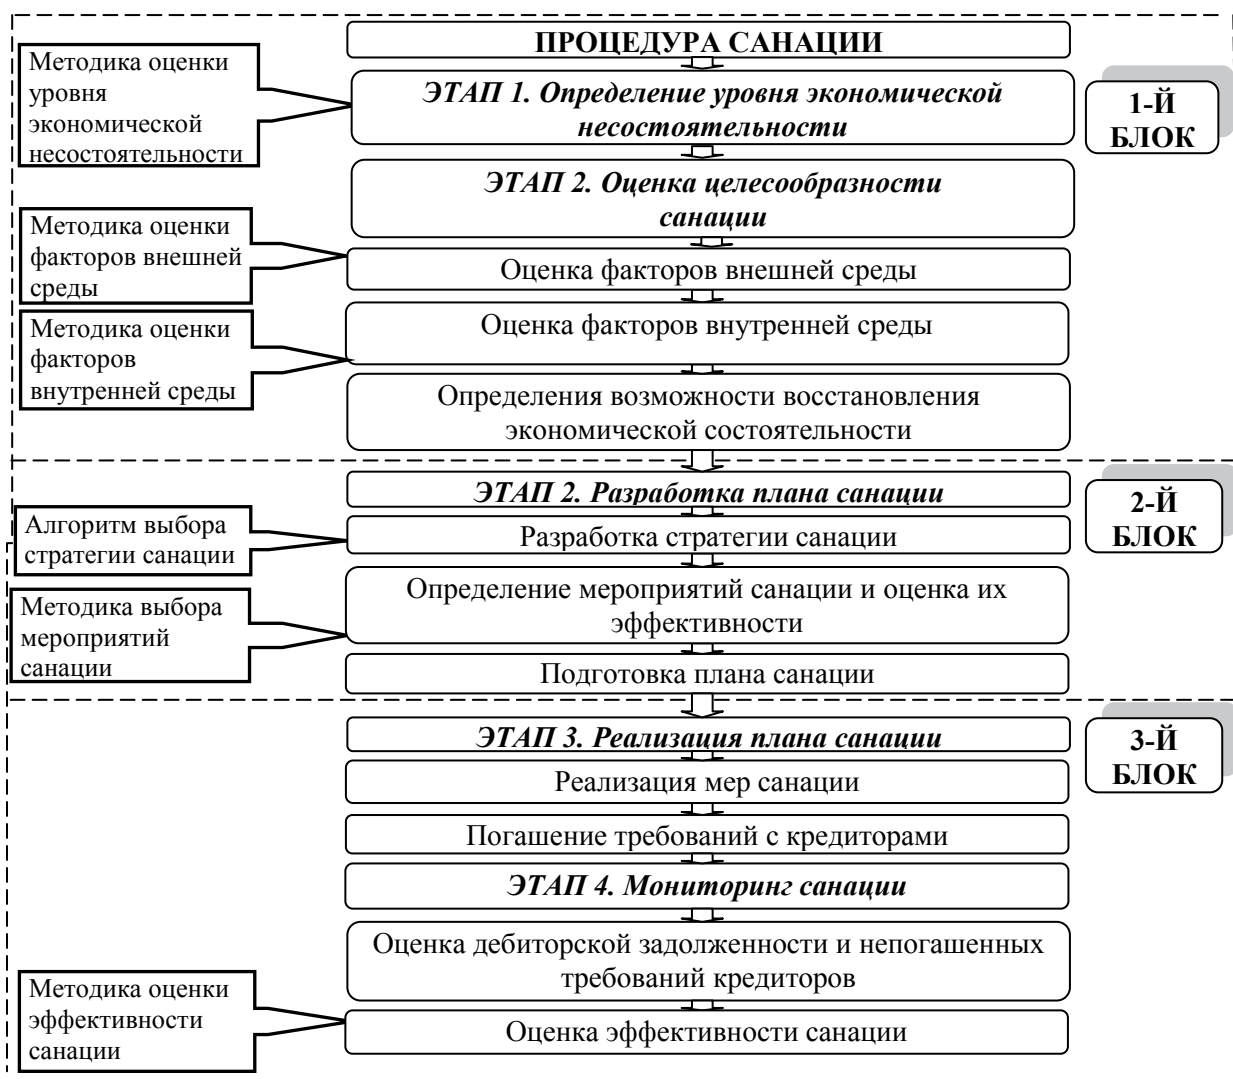 ПРОЦЕДУРА САНАЦИИ
Методика оценки
уровня
экономической
несостоятельности
ЭТАП 1. Определение уровня экономической
несостоятельности
1-Й
БЛОК
ЭТАП 2. Оценка целесообразности
санации
Методика оценки
факторов внешней
среды
Оценка факторов внешней среды
Методика оценки
факторов
внутренней среды
Оценка факторов внутренней среды
Определения возможности восстановления
экономической состоятельности
ЭТАП 2. Разработка плана санации
2-Й
БЛОК
Алгоритм выбора
стратегии санации
Разработка стратегии санации
Методика выбора
мероприятий
санации
Определение мероприятий санации и оценка их
эффективности
Подготовка плана санации
ЭТАП 3. Реализация плана санации
3-Й
БЛОК
Реализация мер санации
Погашение требований с кредиторами
ЭТАП 4. Мониторинг санации
Оценка дебиторской задолженности и непогашенных
требований кредиторов
Методика оценки
эффективности
санации
Оценка эффективности санации